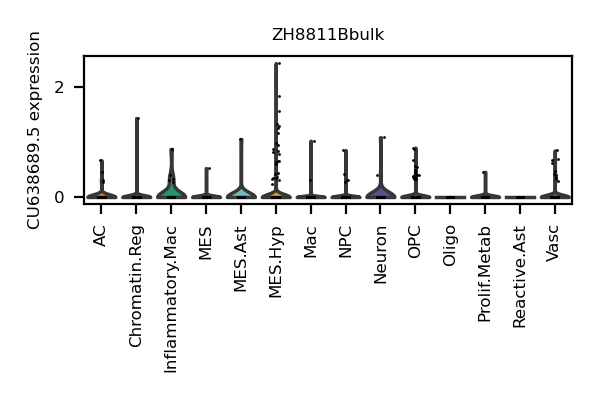 ZH8811Bbulk
CU638689.5 expression
2
0
AC
Chromatin.Reg
Inflammatory.Mac
MES
MES.Ast
MES.Hyp
Mac
NPC
Neuron
OPC
Oligo
Prolif.Metab
Reactive.Ast
Vasc